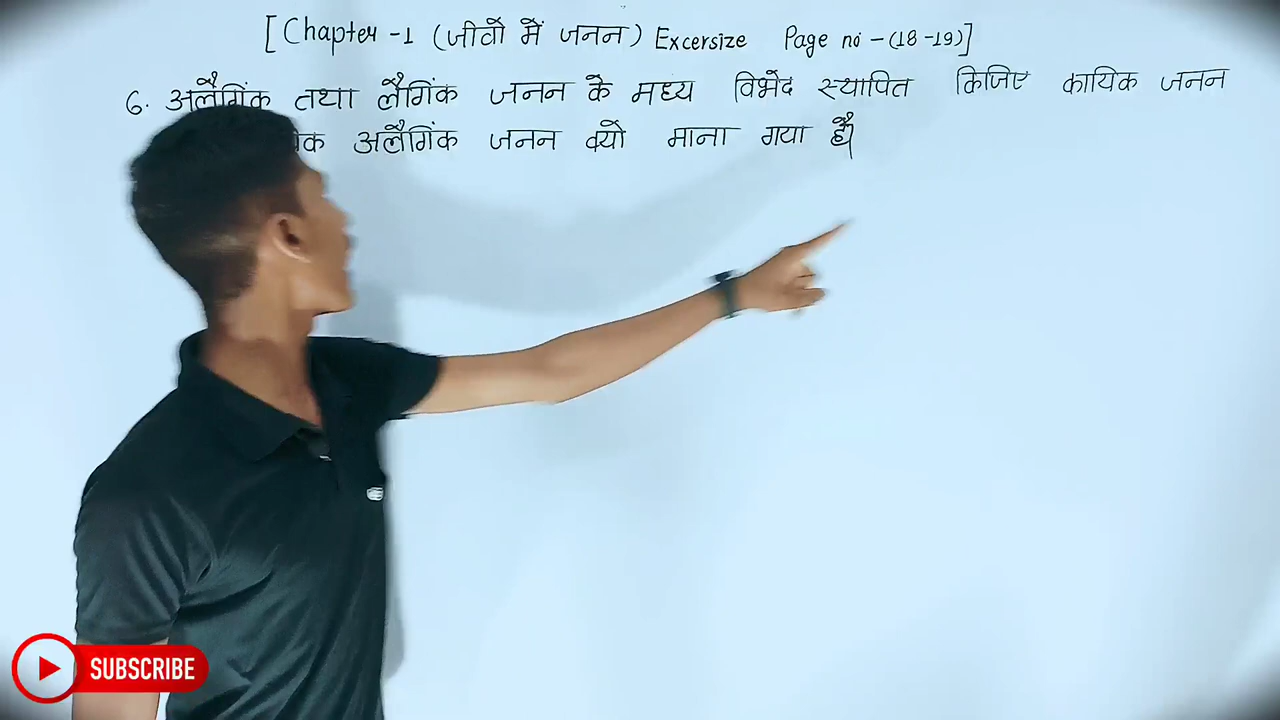 [Chapter -1 (जीवो में जनन) Excersize Page no - (18-19)]
6. अलैगिंक तथा लैगिंक जनन के मध्य विभेद स्थापित किजिए कायिक जनन
अलैगिंक जनन क्यो माना गया है।
SUBSCRIBE